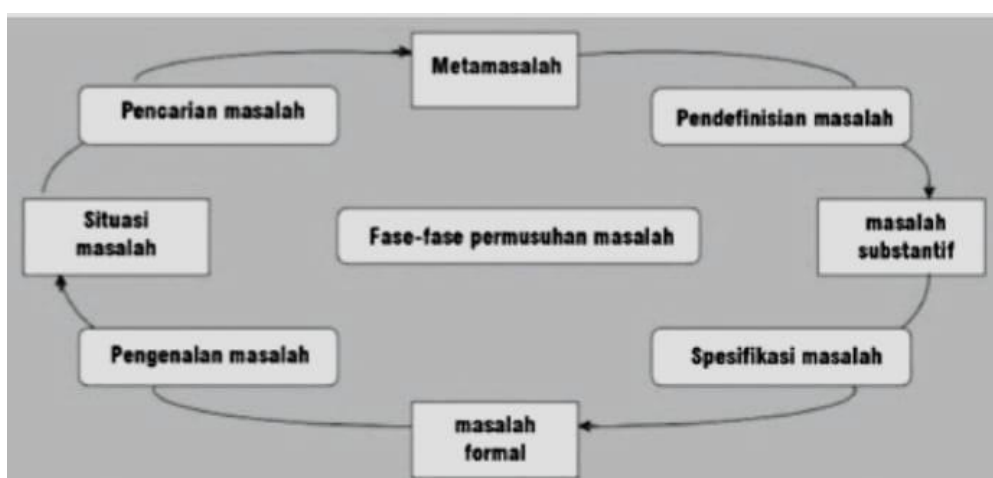 Metamasalah
Pencarian masalah
Pendefinisian masalah
Situasi
masalah
Fase-fase permusuhan masalah
masalah
substantif
Pengenalan masalah
Spesifikasi masalah
masalah
formal